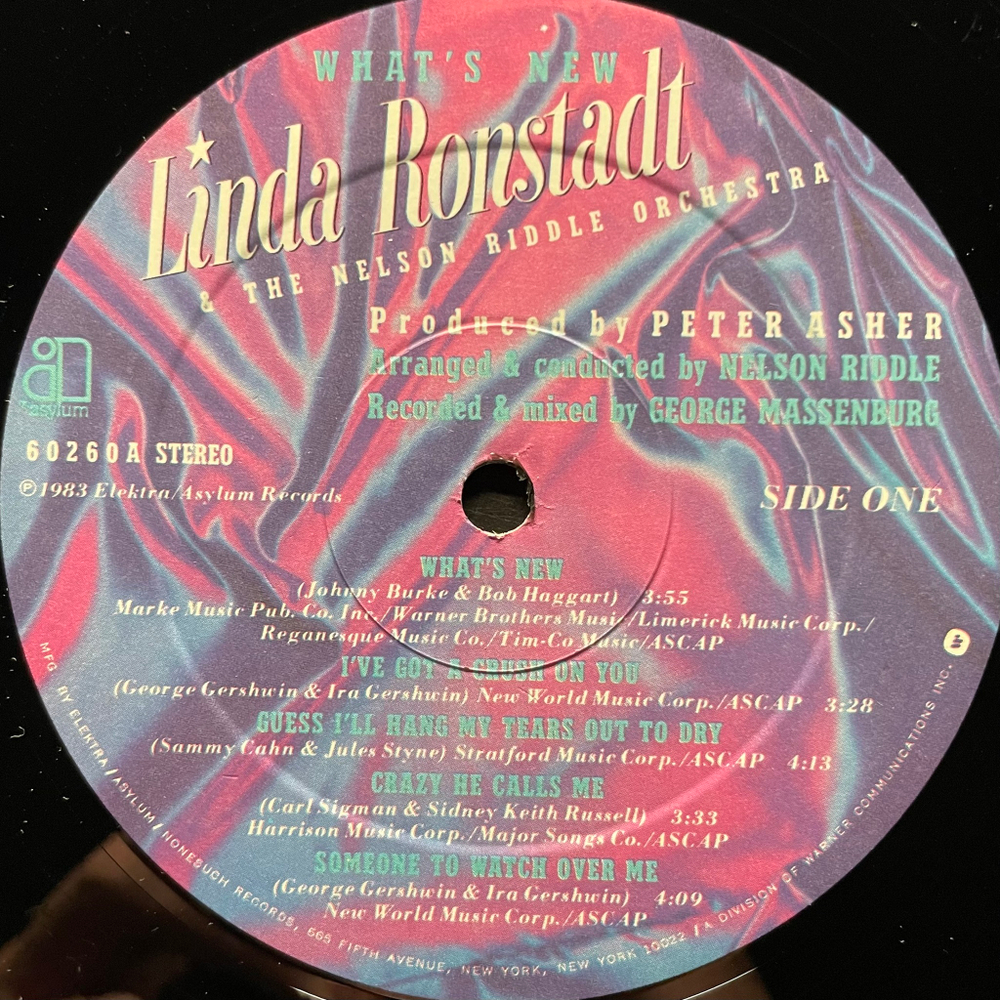 WHAT'S NEW
Linda Ronstadt
& THE NELSON RIDDLE ORCHESTRA
Produced by PETER ASHER
Arranged & conducted by NELSON RIDDLE
Recorded & mixed by GEORGE MASSENBURG
asylum
60260A STEREO
℗1983 Elektra/Asylum Records
SIDE ONE
WHAT'S NEW
(Johnny Burke & Bob Haggart) 3:55
Marke Music Pub. Co. Inc./Warner Brothers Music/Limerick Music Corp./
Reganesque Music Co./Tim-Co Music/ASCAP
I'VE GOT A CRUSH ON YOU
(George Gershwin & Ira Gershwin) New World Music Corp./ASCAP 3:28
GUESS I'LL HANG MY TEARS OUT TO DRY
(Sammy Cahn & Jules Styne) Stratford Music Corp./ASCAP 4:13
CRAZY HE CALLS ME
(Carl Sigman & Sidney Keith Russell) 3:33
Harrison Music Corp./Major Songs Co./ASCAP
SOMEONE TO WATCH OVER ME
(George Gershwin & Ira Gershwin) 4:09
New World Music Corp./ASCAP
MFG BY ELEKTRA/ASYLUM/NONESUCH RECORDS, 665 FIFTH AVENUE, NEW YORK, NEW YORK 10022 / A DIVISION OF WARNER COMMUNICATIONS INC.